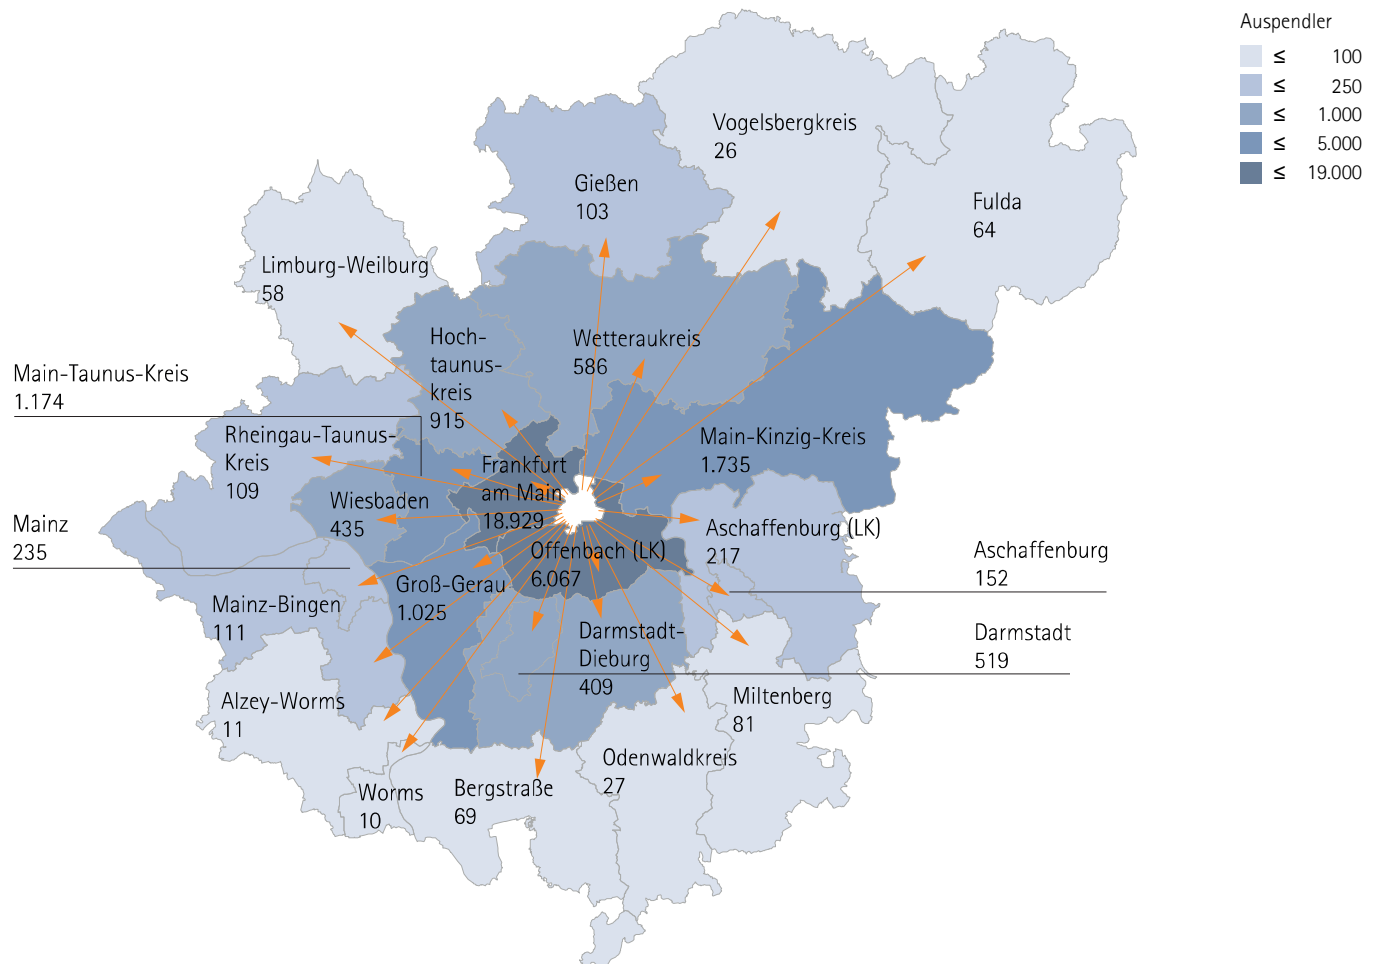 Auspendler
≤ 100
≤ 250
≤ 1.000
≤ 5.000
≤ 19.000
Vogelsbergkreis
26
Gießen
103
Fulda
64
Limburg-Weilburg
58
Hoch-
taunus-
kreis
915
Wetteraukreis
586
Main-Taunus-Kreis
1.174
Rheingau-Taunus-
Kreis
109
Main-Kinzig-Kreis
1.735
Frankfurt
am Main
18.929
Wiesbaden
435
Mainz
235
Aschaffenburg (LK)
217
Offenbach (LK)
6.067
Aschaffenburg
152
Groß-Gerau
1.025
Mainz-Bingen
111
Darmstadt-
Dieburg
409
Darmstadt
519
Alzey-Worms
11
Miltenberg
81
Odenwaldkreis
27
Worms
10
Bergstraße
69